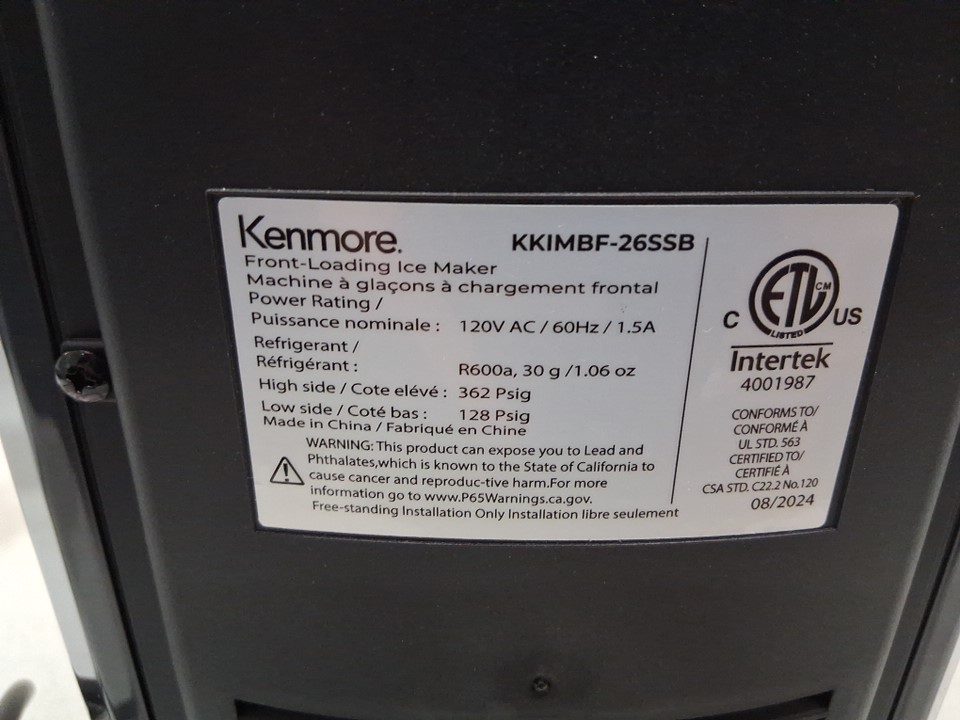 Kenmore.
KKIMBF-26SSB
Front-Loading Ice Maker
Machine à glaçons à chargement frontal
Power Rating /
Puissance nominale : 120V AC / 60Hz / 1.5A
Refrigerant /
Réfrigérant : R600a, 30 g /1.06 oz
High side / Cote elévé : 362 Psig
Low side / Coté bas : 128 Psig
Made in China / Fabriqué en Chine
WARNING: This product can expose you to Lead and
Phthalates,which is known to the State of California to
cause cancer and reproduc-tive harm.For more
information go to www.P65Warnings.ca.gov.
Free-standing Installation Only Installation libre seulement
ETL CM
C US
LISTED
Intertek
4001987
CONFORMS TO/
CONFORMÉ À
UL STD. 563
CERTIFIED TO/
CERTIFIÉ À
CSA STD. C22.2 No.120
08/2024